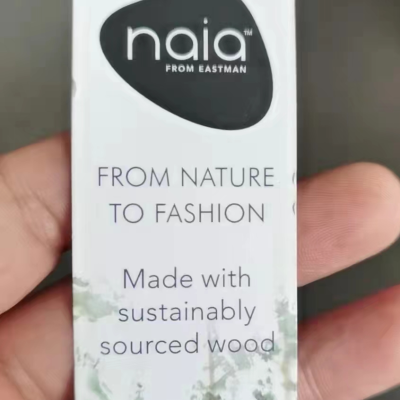 naia™
FROM EASTMAN
FROM NATURE
TO FASHION
Made with
sustainably
sourced wood